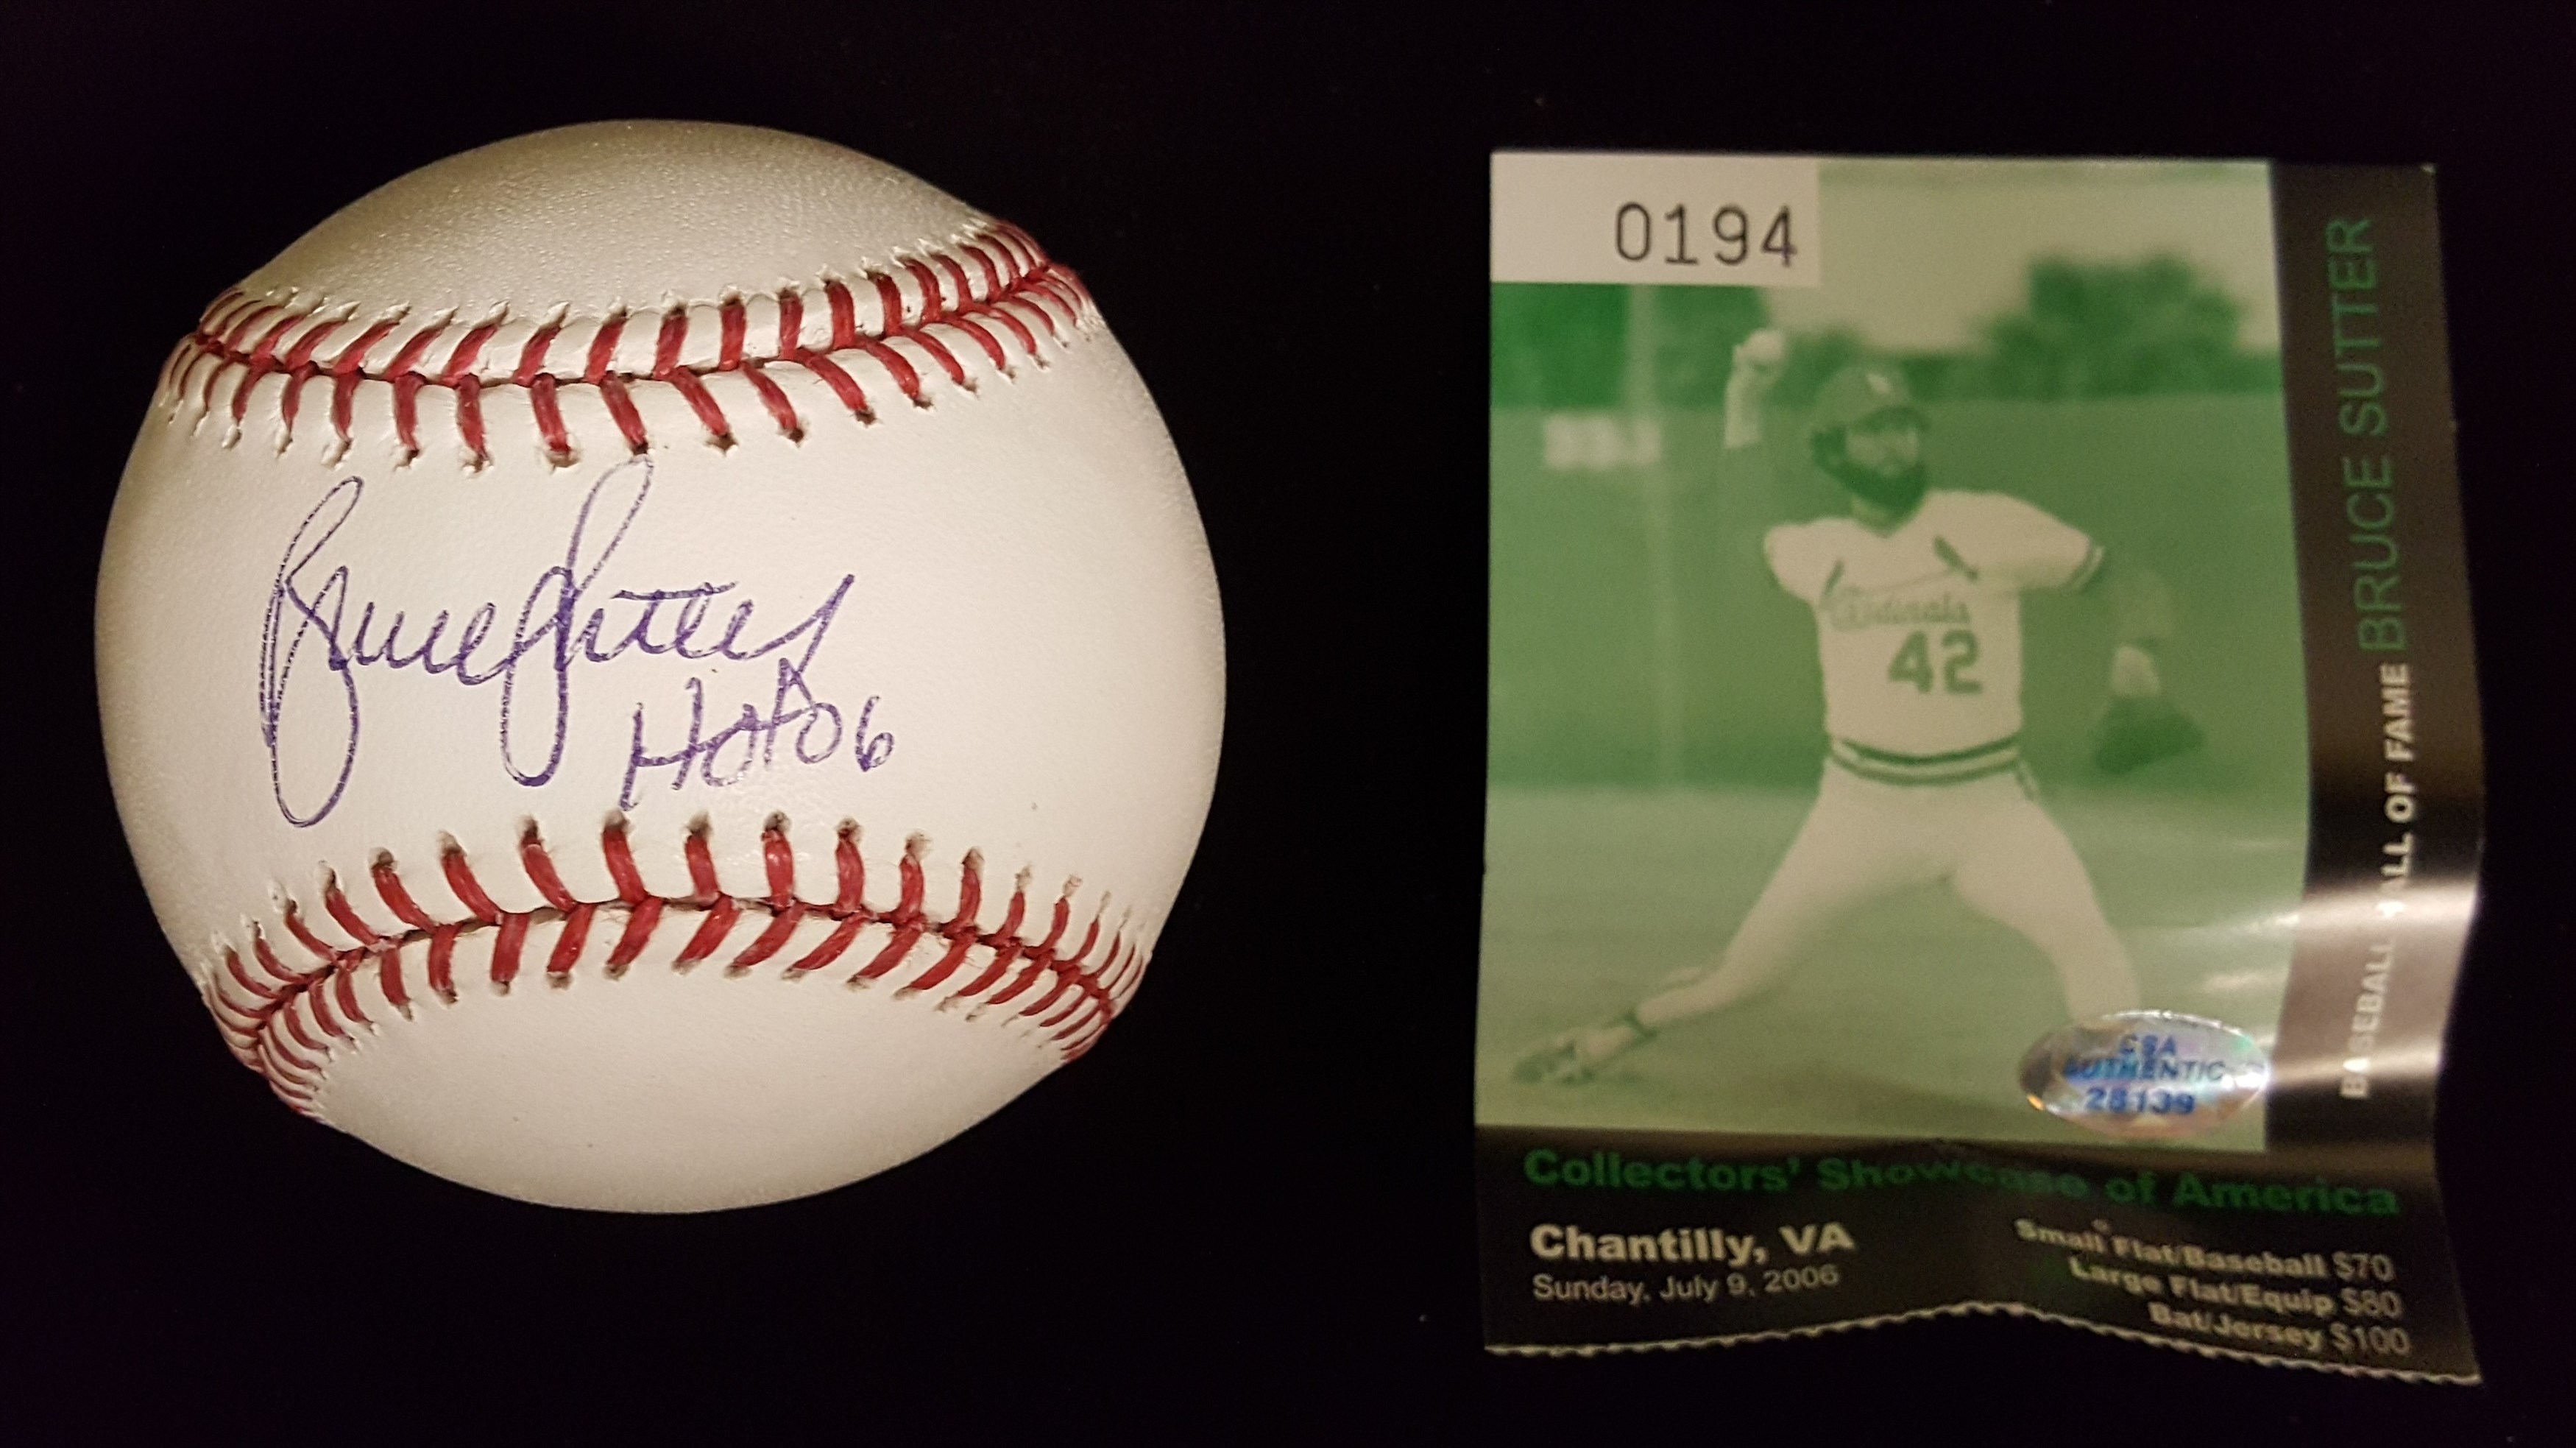 Bruce Sutter
HOF 06
0194
Cardinals
42
BASEBALL HALL OF FAME BRUCE SUTTER
CSA
AUTHENTIC
28139
Collectors' Showcase of America
Chantilly, VA
Sunday, July 9, 2006
Small Flat/Baseball $70
Large Flat/Equip $80
Bat/Jersey $100